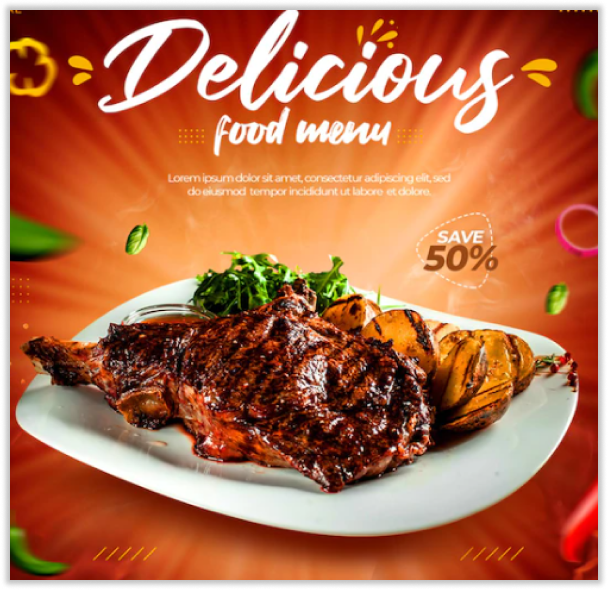 Delicious
food menu
Lorem ipsum dolor sit amet, consectetur adipiscing elit, sed
do eiusmod tempor incididunt ut labore et dolore.
SAVE
50%